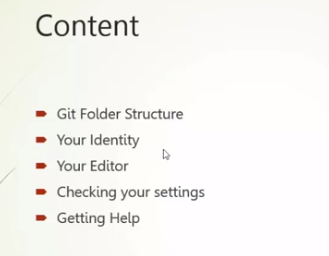 Content
Git Folder Structure
Your Identity
Your Editor
Checking your settings
Getting Help